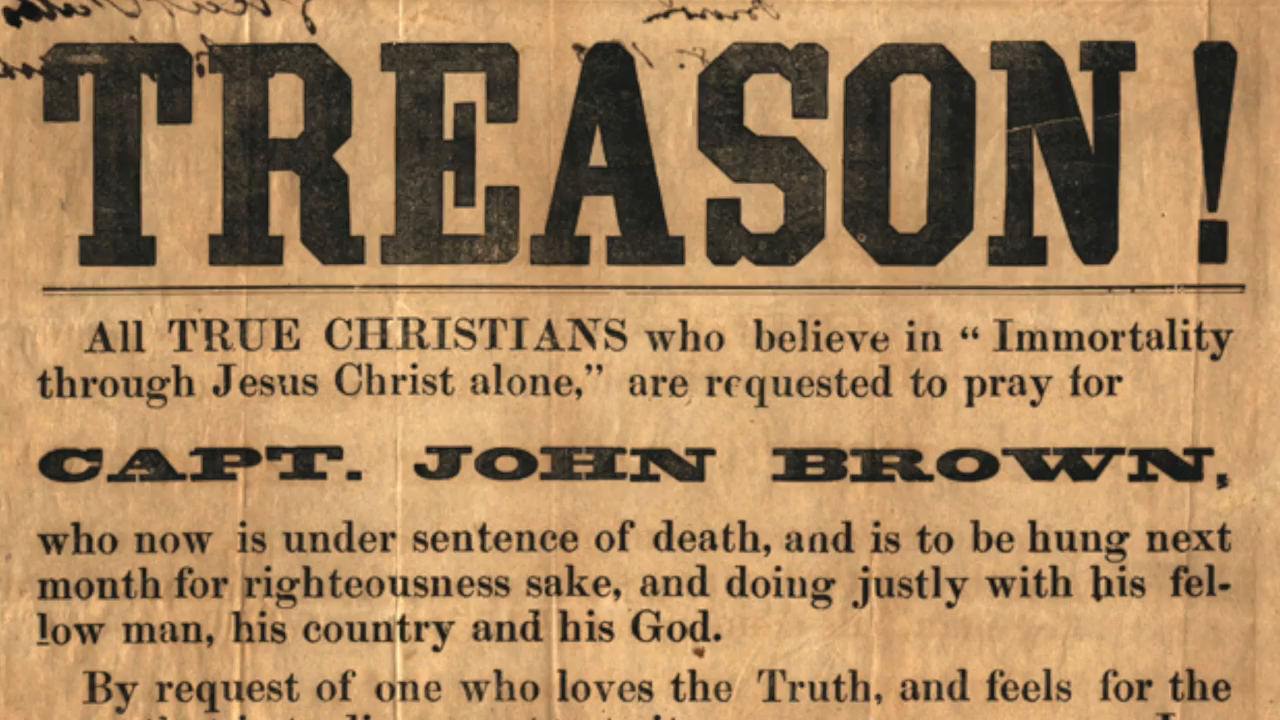 TREASON!
All TRUE CHRISTIANS who believe in “ Immortality
through Jesus Christ alone,” are requested to pray for
CAPT. JOHN BROWN,
who now is under sentence of death, and is to be hung next
month for righteousness sake, and doing justly with his fel-
low man, his country and his God.
By request of one who loves the Truth, and feels for the